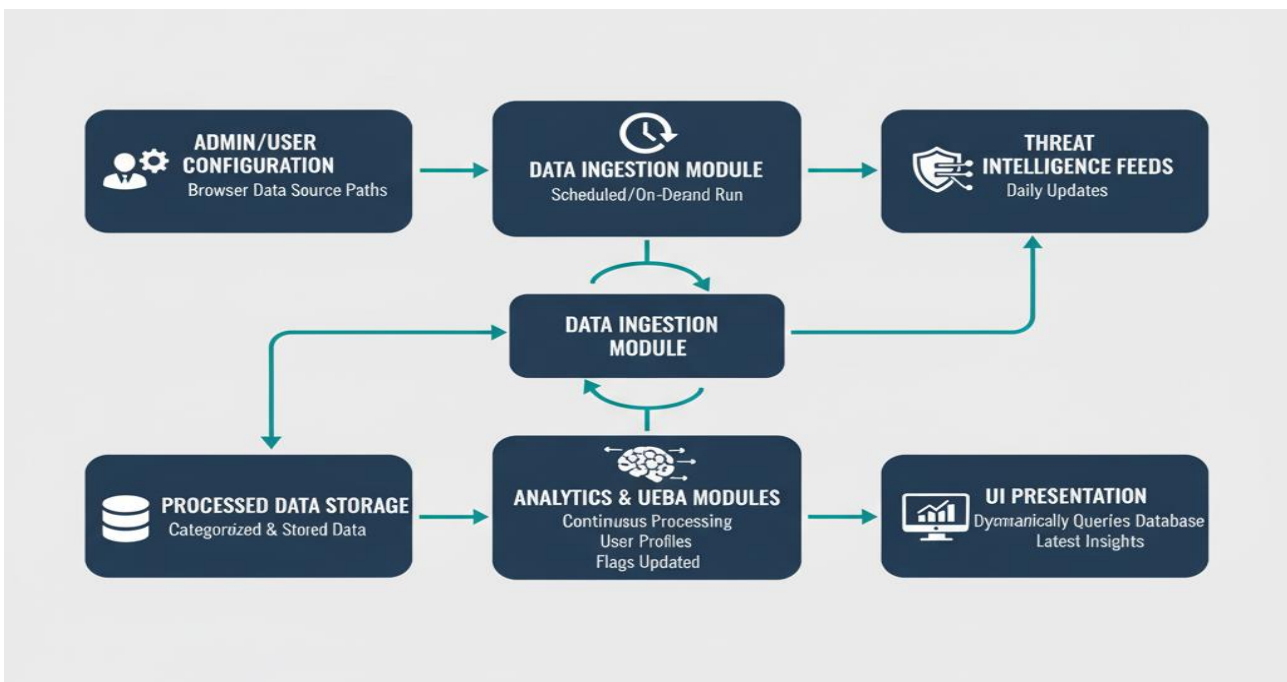 ADMIN/USER
CONFIGURATION
Browser Data Source Paths
DATA INGESTION MODULE
Scheduled/On-Deand Run
THREAT
INTELLIGENCE FEEDS
Daily Updates
DATA INGESTION
MODULE
PROCESSED DATA STORAGE
Categorized & Stored Data
ANALYTICS & UEBA MODULES
Continusus Processing
User Profiles
Flags Updated
UI PRESENTATION
Dyrnanically Queries Database
Latest Insights